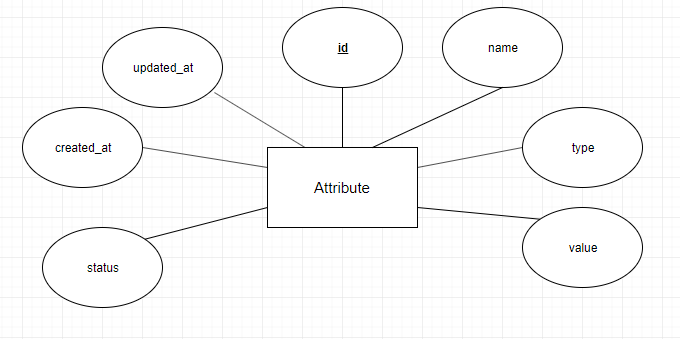 id
name
updated_at
created_at
type
Attribute
value
status